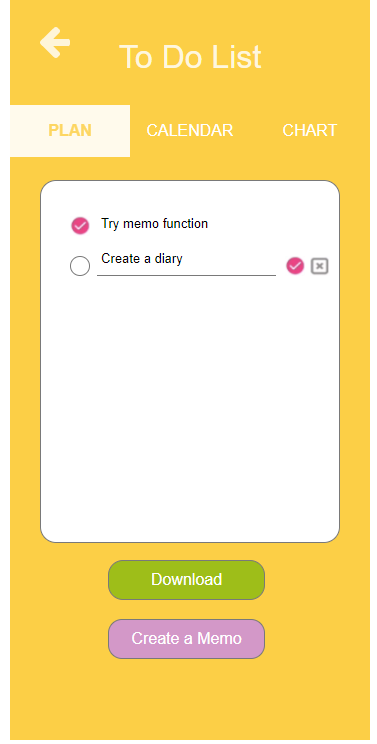 To Do List
PLAN CALENDAR CHART
Try memo function
Create a diary
Download
Create a Memo